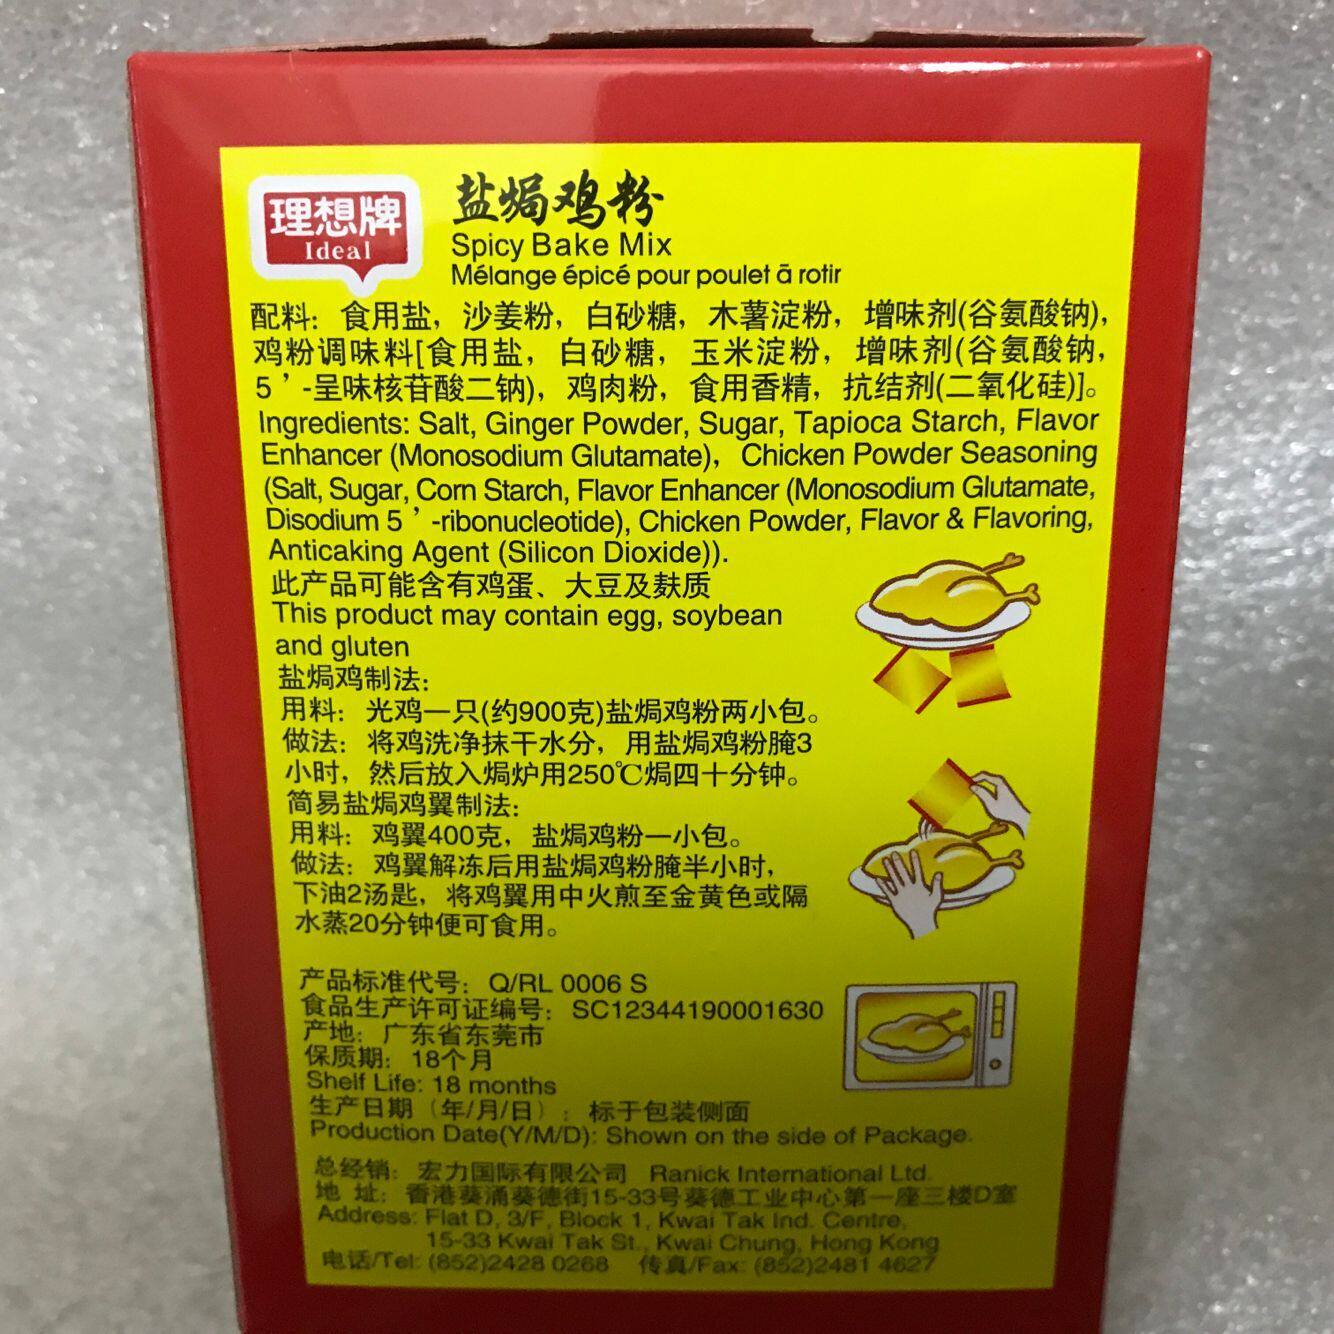 理想牌
Ideal
盐焗鸡粉
Spicy Bake Mix
Mélange épicé pour poulet ā rotir
配料：食用盐，沙姜粉，白砂糖，木薯淀粉，增味剂(谷氨酸钠)，
鸡粉调味料[食用盐，白砂糖，玉米淀粉，增味剂(谷氨酸钠，
5’-呈味核苷酸二钠)，鸡肉粉，食用香精，抗结剂(二氧化硅)]。
Ingredients: Salt, Ginger Powder, Sugar, Tapioca Starch, Flavor
Enhancer (Monosodium Glutamate), Chicken Powder Seasoning
(Salt, Sugar, Corn Starch, Flavor Enhancer (Monosodium Glutamate,
Disodium 5’-ribonucleotide), Chicken Powder, Flavor & Flavoring,
Anticaking Agent (Silicon Dioxide)).
此产品可能含有鸡蛋、大豆及麸质
This product may contain egg, soybean
and gluten
盐焗鸡制法：
用料：光鸡一只(约900克)盐焗鸡粉两小包。
做法：将鸡洗净抹干水分，用盐焗鸡粉腌3
小时，然后放入焗炉用250℃焗四十分钟。
简易盐焗鸡翼制法：
用料：鸡翼400克，盐焗鸡粉一小包。
做法：鸡翼解冻后用盐焗鸡粉腌半小时，
下油2汤匙，将鸡翼用中火煎至金黄色或隔
水蒸20分钟便可食用。
产品标准代号：Q/RL 0006 S
食品生产许可证编号：SC12344190001630
产地：广东省东莞市
保质期：18个月
Shelf Life: 18 months
生产日期（年/月/日）：标于包装侧面
Production Date(Y/M/D): Shown on the side of Package.
总经销：宏力国际有限公司 Ranick International Ltd.
地 址：香港葵涌葵德街15-33号葵德工业中心第一座三楼D室
Address: Flat D, 3/F, Block 1, Kwai Tak Ind. Centre,
15-33 Kwai Tak St., Kwai Chung, Hong Kong
电话/Tel: (852)2428 0268 传真/Fax: (852)2481 4627